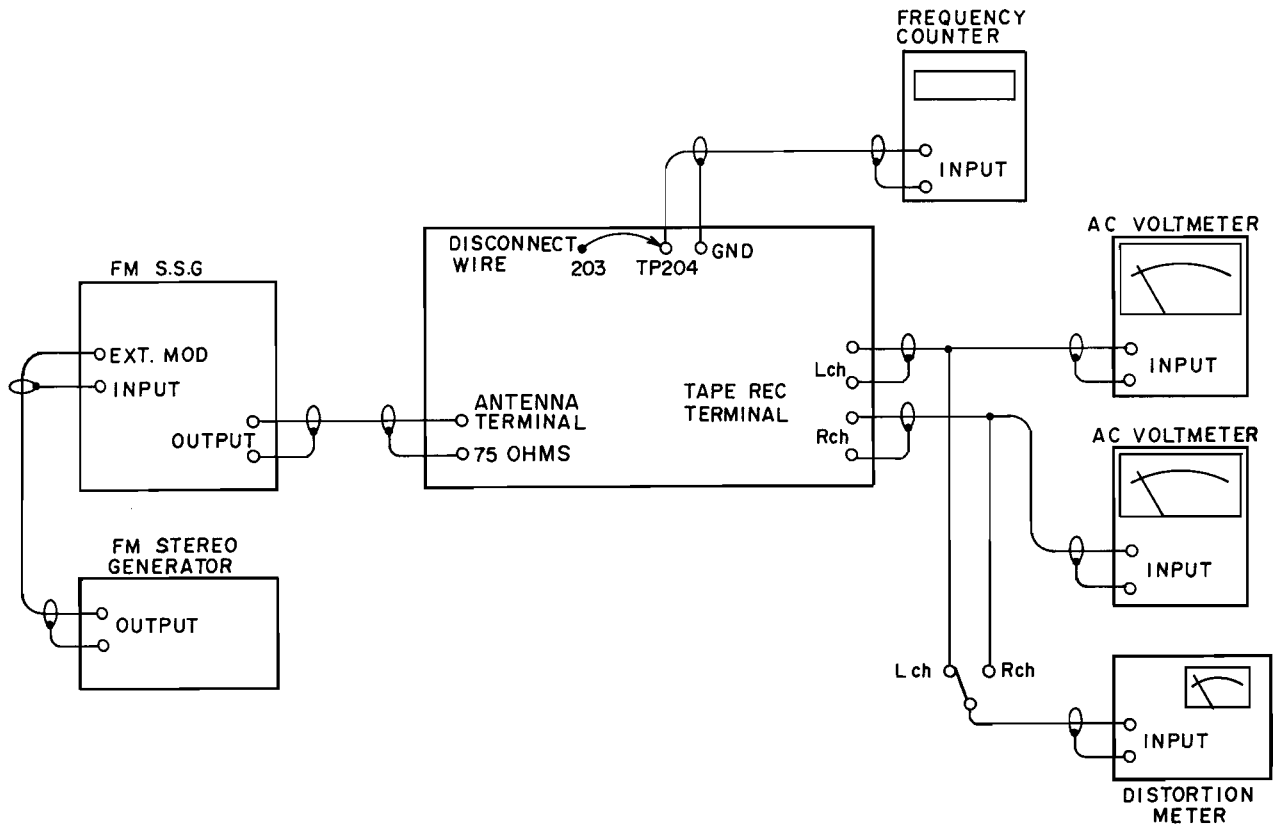 FREQUENCY
COUNTER
INPUT
AC VOLTMETER
DISCONNECT
WIRE
203 TP204
GND
FM S.S.G
EXT. MOD
INPUT
OUTPUT
ANTENNA
TERMINAL
75 OHMS
TAPE REC
TERMINAL
Lch
Rch
INPUT
AC VOLTMETER
INPUT
FM STEREO
GENERATOR
OUTPUT
Lch Rch
INPUT
DISTORTION
METER